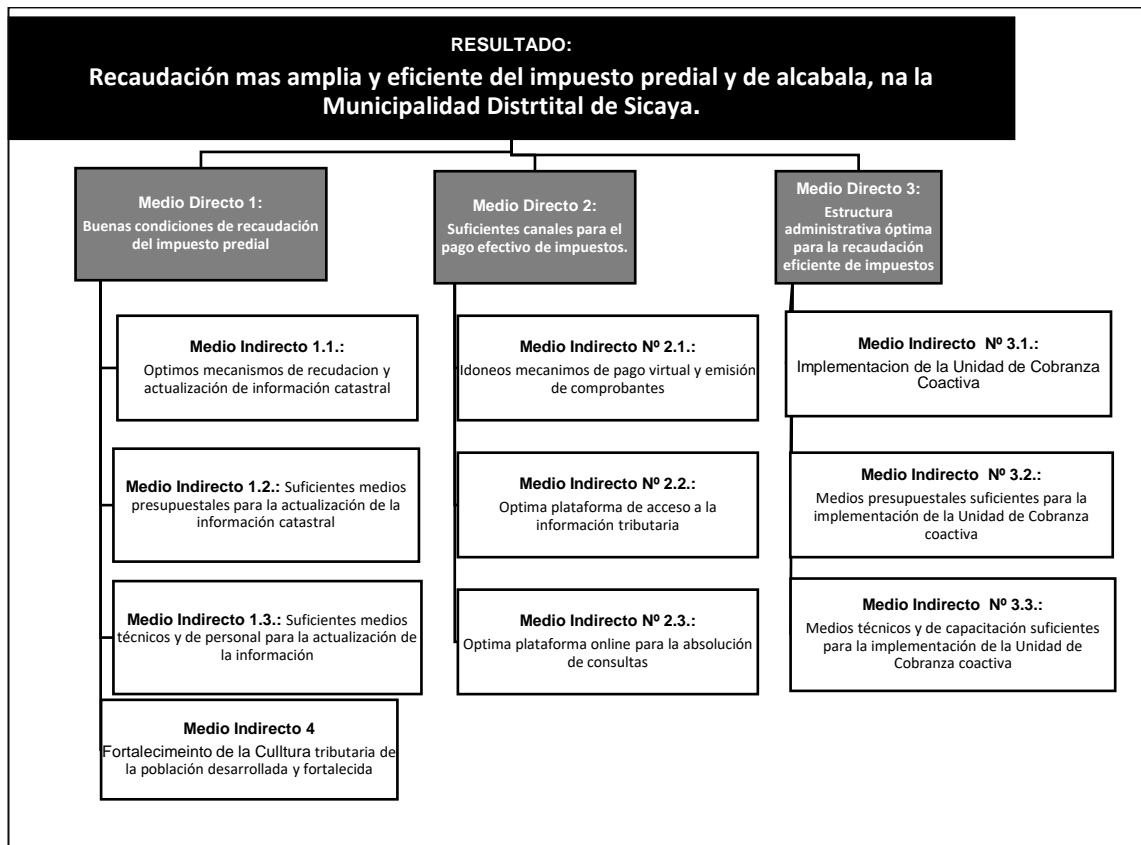 RESULTADO:
Recaudación mas amplia y eficiente del impuesto predial y de alcabala, na la
Municipalidad Distrtital de Sicaya.
Medio Directo 1:
Buenas condiciones de recaudación
del impuesto predial
Medio Indirecto 1.1.:
Optimos mecanismos de recudacion y
actualización de información catastral
Medio Indirecto 1.2.: Suficientes medios
presupuestales para la actualización de la
información catastral
Medio Indirecto 1.3.: Suficientes medios
técnicos y de personal para la actualización de
la información
Medio Indirecto 4
Fortalecimeinto de la Culltura tributaria de
la población desarrollada y fortalecida
Medio Directo 2:
Suficientes canales para el
pago efectivo de impuestos.
Medio Indirecto Nº 2.1.:
Idoneos mecanimos de pago virtual y emisión
de comprobantes
Medio Indirecto Nº 2.2.:
Optima plataforma de acceso a la
información tributaria
Medio Indirecto Nº 2.3.:
Optima plataforma online para la absolución
de consultas
Medio Directo 3:
Estructura
administrativa óptima
para la recaudación
eficiente de impuestos
Medio Indirecto Nº 3.1.:
Implementacion de la Unidad de Cobranza
Coactiva
Medio Indirecto Nº 3.2.:
Medios presupuestales suficientes para la
implementación de la Unidad de Cobranza
coactiva
Medio Indirecto Nº 3.3.:
Medios técnicos y de capacitación suficientes
para la implementación de la Unidad de
Cobranza coactiva